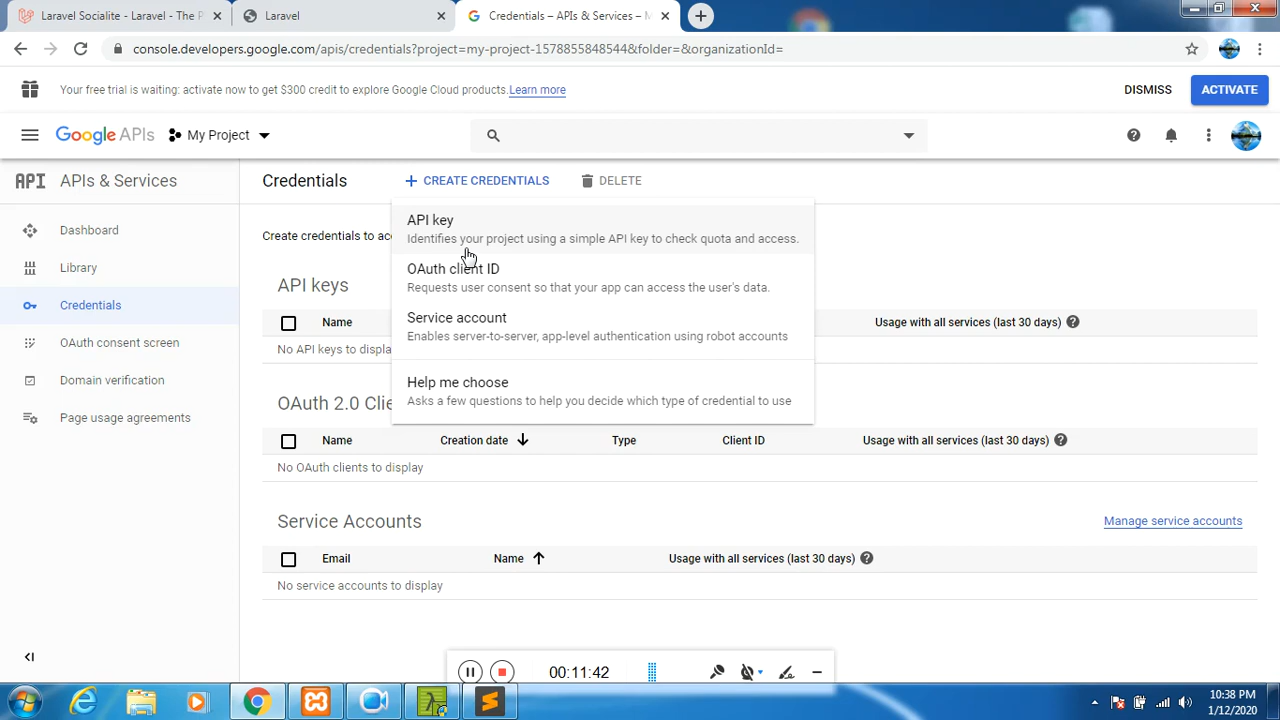 Laravel Socialite - Laravel - The P
Laravel
Credentials – APIs & Services – M
console.developers.google.com/apis/credentials?project=my-project-1578855848544&folder=&organizationId=
Your free trial is waiting: activate now to get $300 credit to explore Google Cloud products. Learn more
DISMISS
ACTIVATE
Google APIs
My Project
API APIs & Services
Credentials
CREATE CREDENTIALS
DELETE
Dashboard
Library
Credentials
OAuth consent screen
Domain verification
Page usage agreements
Create credentials to acc
API key
Identifies your project using a simple API key to check quota and access.
OAuth client ID
Requests user consent so that your app can access the user's data.
Service account
Enables server-to-server, app-level authentication using robot accounts
Help me choose
Asks a few questions to help you decide which type of credential to use
API keys
Name
Usage with all services (last 30 days)
No API keys to displa
OAuth 2.0 Clie
Name Creation date Type Client ID Usage with all services (last 30 days)
No OAuth clients to display
Service Accounts
Manage service accounts
Email Name Usage with all services (last 30 days)
No service accounts to display
00:11:42
10:38 PM
1/12/2020